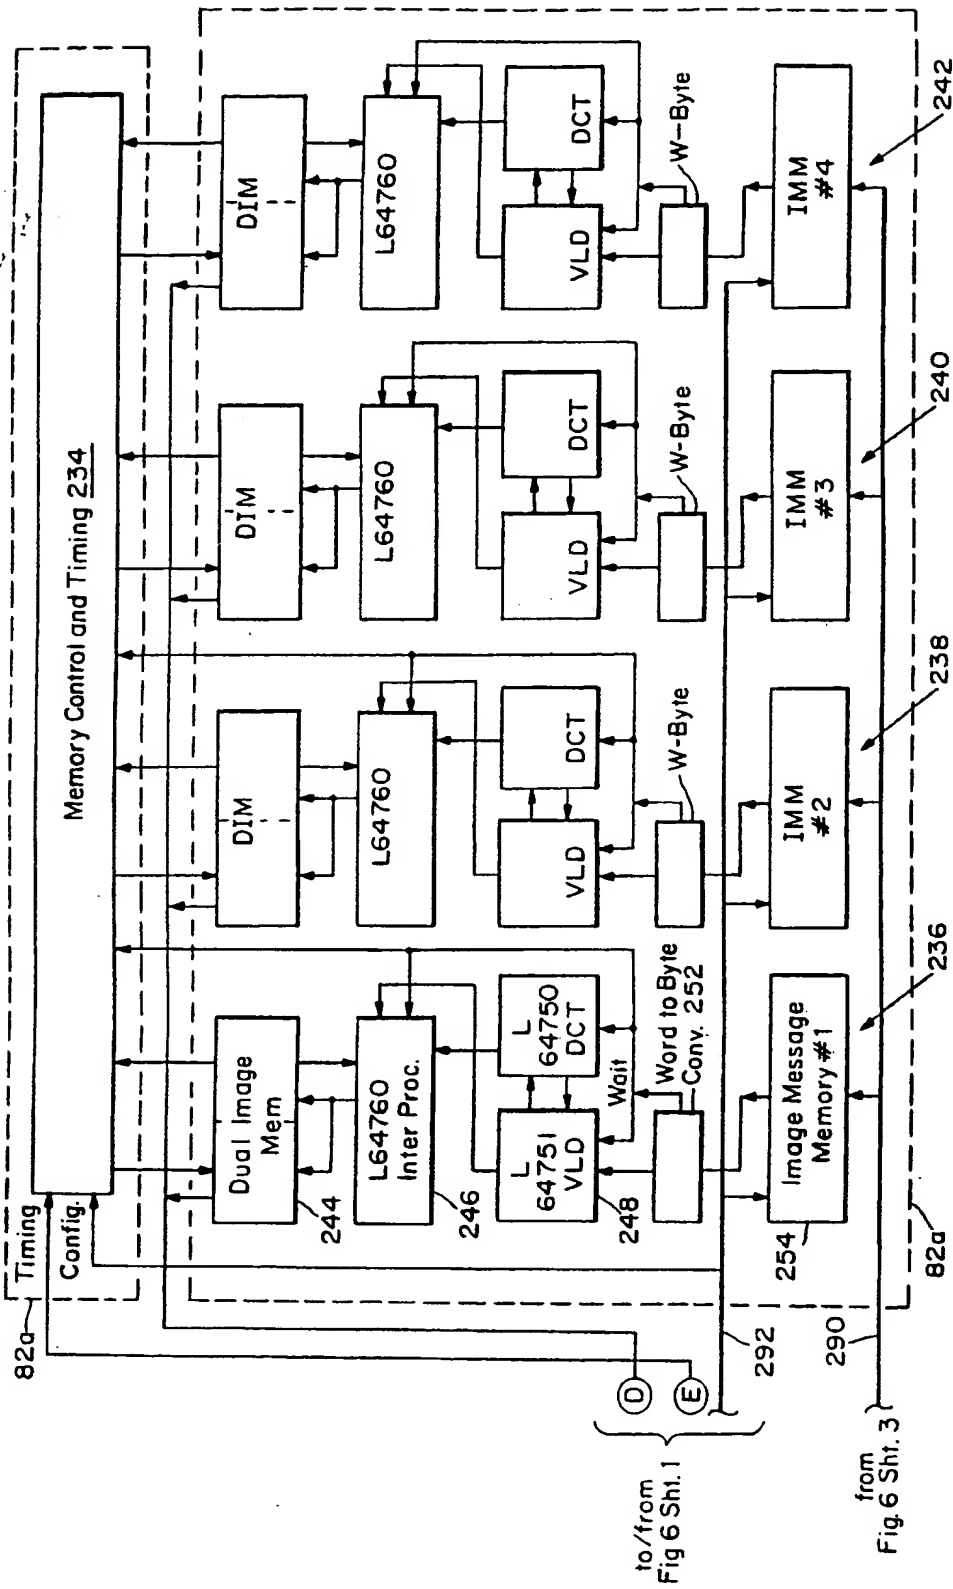 82a
Timing
Config.
Memory Control and Timing 234
Dual Image
Mem
244
DIM
DIM
DIM
L64760
Inter Proc.
246
L64760
L64760
L64760
L
64751
VLD
248
L
64750
DCT
VLD
DCT
VLD
DCT
VLD
DCT
Wait
Word to Byte
Conv. 252
W-Byte
W-Byte
W-Byte
Image Message
Memory #1
254
IMM
#2
IMM
#3
IMM
#4
236
238
240
242
82a
D
E
292
290
to/from
Fig 6 Sht. 1
from
Fig. 6 Sht. 3